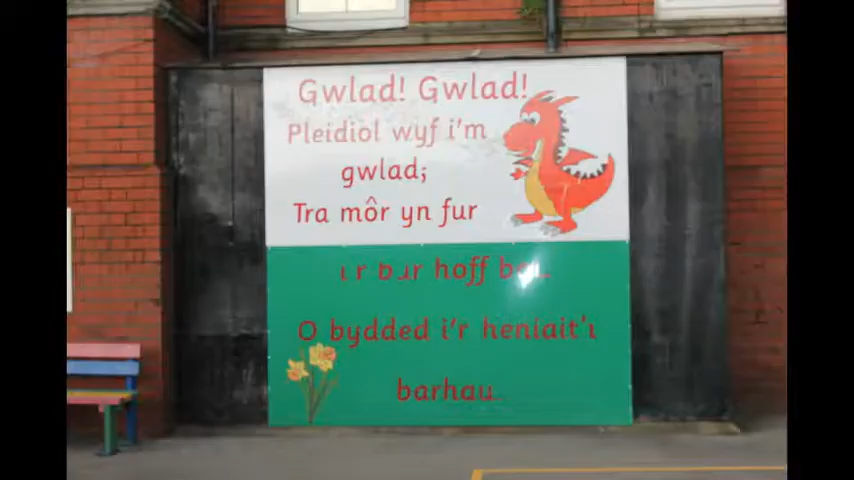 Gwlad! Gwlad!
Pleidiol wyf i'm
gwlad;
Tra môr yn fur
r hoff
O bydded i'r
barhau.